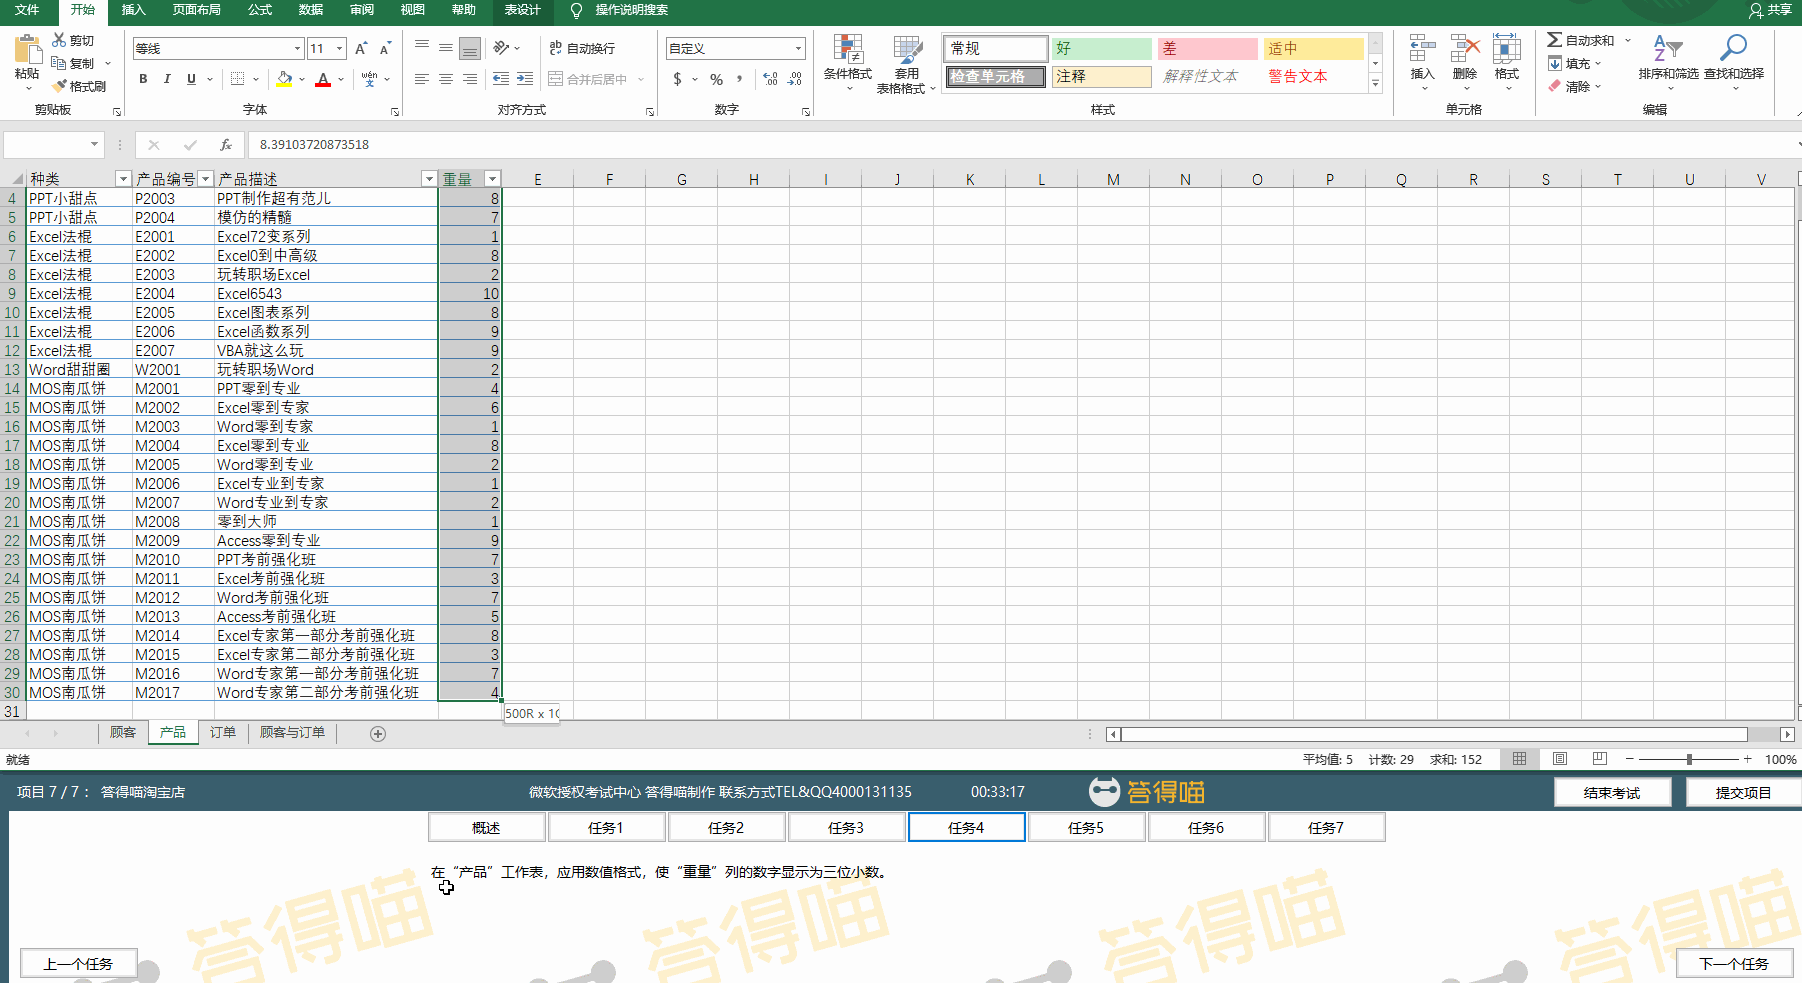 文件 开始 插入 页面布局 公式 数据 审阅 视图 帮助 表设计 操作说明搜索 共享
粘贴 剪切 复制 格式刷
剪贴板
等线 11
B I U A wén 文
字体
ab 自动换行
合并后居中
对齐方式
自定义
$ % ,
数字
条件格式 套用表格格式
常规 好 差 适中
检查单元格 注释 解释性文本 警告文本
样式
插入 删除 格式
单元格
自动求和 填充 清除 排序和筛选 查找和选择
编辑
fx 8.39103720873518
种类 产品编号 产品描述 重量 E F G H I J K L M N O P Q R S T U V
4 PPT小甜点 P2003 PPT制作超有范儿 8
5 PPT小甜点 P2004 模仿的精髓 7
6 Excel法棍 E2001 Excel72变系列 1
7 Excel法棍 E2002 Excel0到中高级 8
8 Excel法棍 E2003 玩转职场Excel 2
9 Excel法棍 E2004 Excel6543 10
10 Excel法棍 E2005 Excel图表系列 8
11 Excel法棍 E2006 Excel函数系列 9
12 Excel法棍 E2007 VBA就这么玩 9
13 Word甜甜圈 W2001 玩转职场Word 2
14 MOS南瓜饼 M2001 PPT零到专业 4
15 MOS南瓜饼 M2002 Excel零到专家 6
16 MOS南瓜饼 M2003 Word零到专家 1
17 MOS南瓜饼 M2004 Excel零到专业 8
18 MOS南瓜饼 M2005 Word零到专业 2
19 MOS南瓜饼 M2006 Excel专业到专家 1
20 MOS南瓜饼 M2007 Word专业到专家 2
21 MOS南瓜饼 M2008 零到大师 1
22 MOS南瓜饼 M2009 Access零到专业 9
23 MOS南瓜饼 M2010 PPT考前强化班 7
24 MOS南瓜饼 M2011 Excel考前强化班 3
25 MOS南瓜饼 M2012 Word考前强化班 7
26 MOS南瓜饼 M2013 Access考前强化班 5
27 MOS南瓜饼 M2014 Excel专家第一部分考前强化班 8
28 MOS南瓜饼 M2015 Excel专家第二部分考前强化班 3
29 MOS南瓜饼 M2016 Word专家第一部分考前强化班 7
30 MOS南瓜饼 M2017 Word专家第二部分考前强化班 4
31
500R x 1C
顾客 产品 订单 顾客与订单
就绪 平均值: 5 计数: 29 求和: 152 100%
项目 7 / 7： 答得喵淘宝店 微软授权考试中心 答得喵制作 联系方式TEL&QQ4000131135 00:33:17 答得喵 结束考试 提交项目
概述 任务1 任务2 任务3 任务4 任务5 任务6 任务7
在“产品”工作表，应用数值格式，使“重量”列的数字显示为三位小数。
答得喵 答得喵 答得喵 答得喵
上一个任务 下一个任务